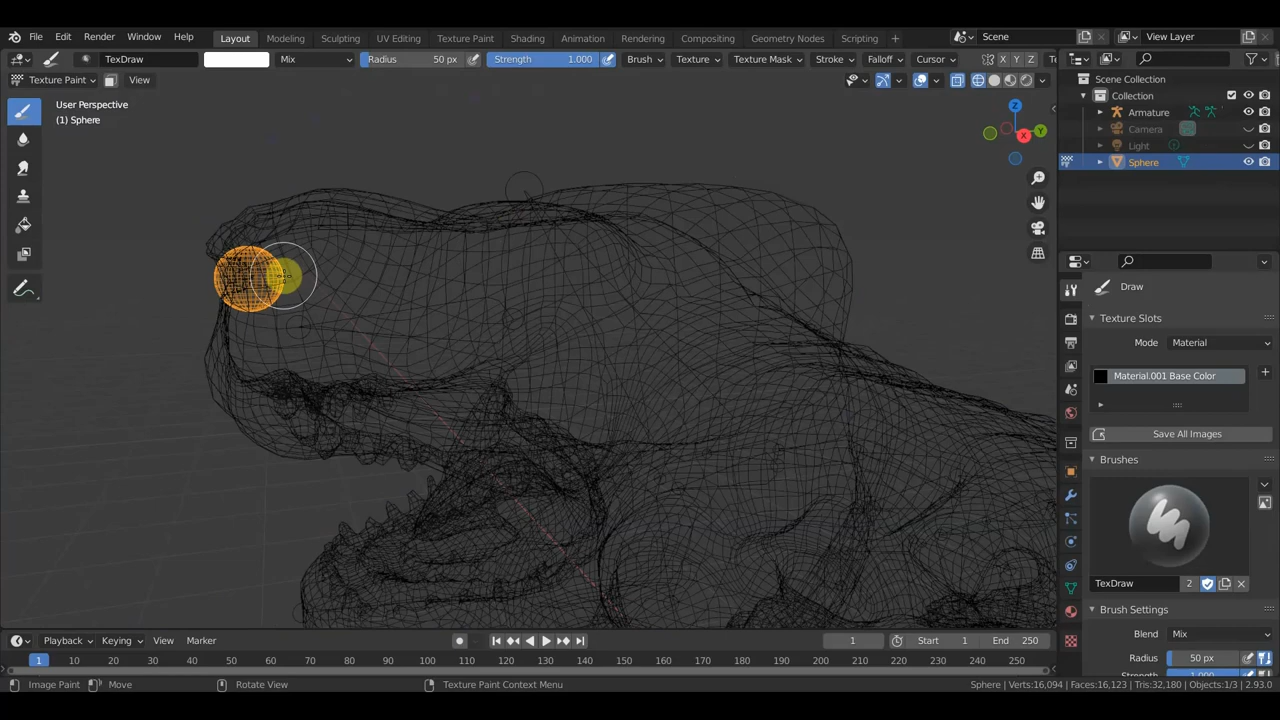 File Edit Render Window Help Layout Modeling Sculpting UV Editing Texture Paint Shading Animation Rendering Compositing Geometry Nodes Scripting + Scene View Layer
TexDraw Mix Radius 50 px Strength 1.000 Brush Texture Texture Mask Stroke Falloff Cursor X Y Z Te
Texture Paint View
Scene Collection
Collection
Armature
Camera
Light
Sphere
User Perspective
(1) Sphere
Z
Y
X
Draw
Texture Slots
Mode Material
Material.001 Base Color
Save All Images
Brushes
TexDraw 2
Brush Settings
Blend Mix
Radius 50 px
Strength 1.000
Playback Keying View Marker 1 Start 1 End 250
1 10 20 30 40 50 60 70 80 90 100 110 120 130 140 150 160 170 180 190 200 210 220 230 240 250
Image Paint Move Rotate View Texture Paint Context Menu Sphere | Verts:16,094 | Faces:16,123 | Tris:32,180 | Objects:1/3 | 2.93.0